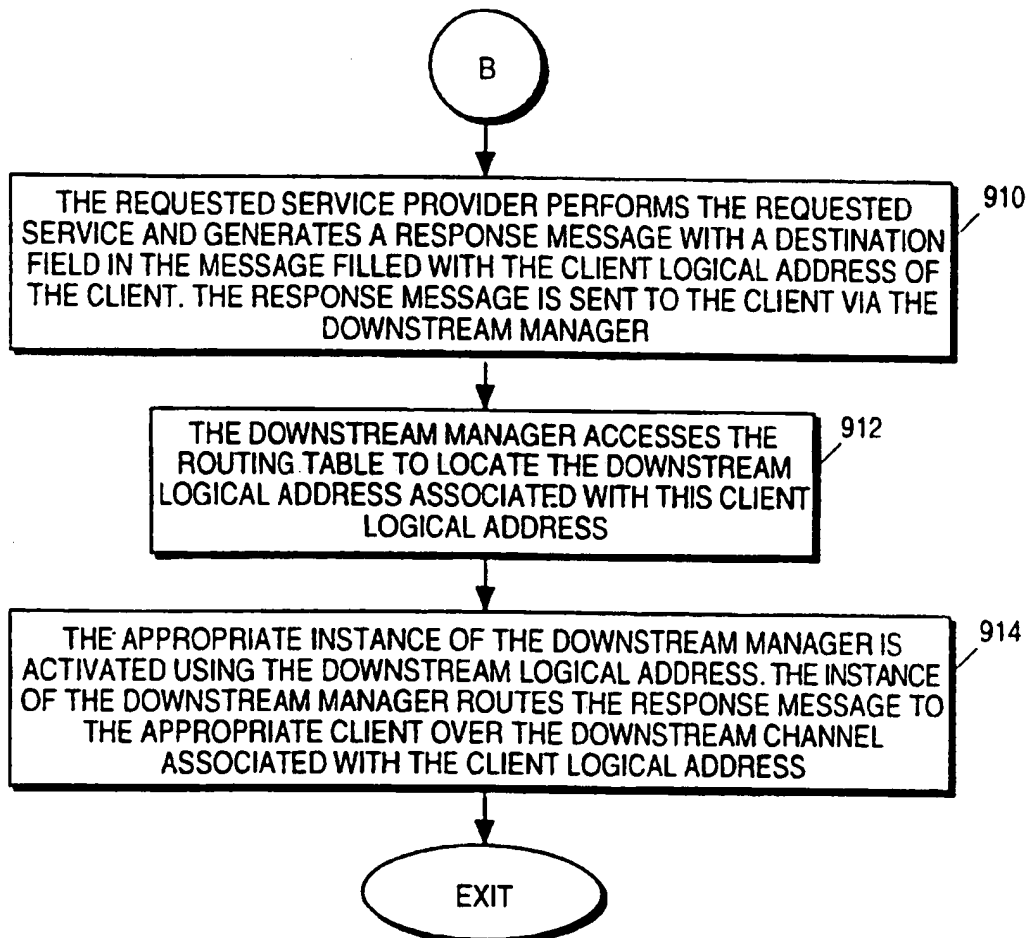 B
THE REQUESTED SERVICE PROVIDER PERFORMS THE REQUESTED
SERVICE AND GENERATES A RESPONSE MESSAGE WITH A DESTINATION
FIELD IN THE MESSAGE FILLED WITH THE CLIENT LOGICAL ADDRESS OF
THE CLIENT. THE RESPONSE MESSAGE IS SENT TO THE CLIENT VIA THE
DOWNSTREAM MANAGER
910
THE DOWNSTREAM MANAGER ACCESSES THE
ROUTING TABLE TO LOCATE THE DOWNSTREAM
LOGICAL ADDRESS ASSOCIATED WITH THIS CLIENT
LOGICAL ADDRESS
912
THE APPROPRIATE INSTANCE OF THE DOWNSTREAM MANAGER IS
ACTIVATED USING THE DOWNSTREAM LOGICAL ADDRESS. THE INSTANCE
OF THE DOWNSTREAM MANAGER ROUTES THE RESPONSE MESSAGE TO
THE APPROPRIATE CLIENT OVER THE DOWNSTREAM CHANNEL
ASSOCIATED WITH THE CLIENT LOGICAL ADDRESS
914
EXIT